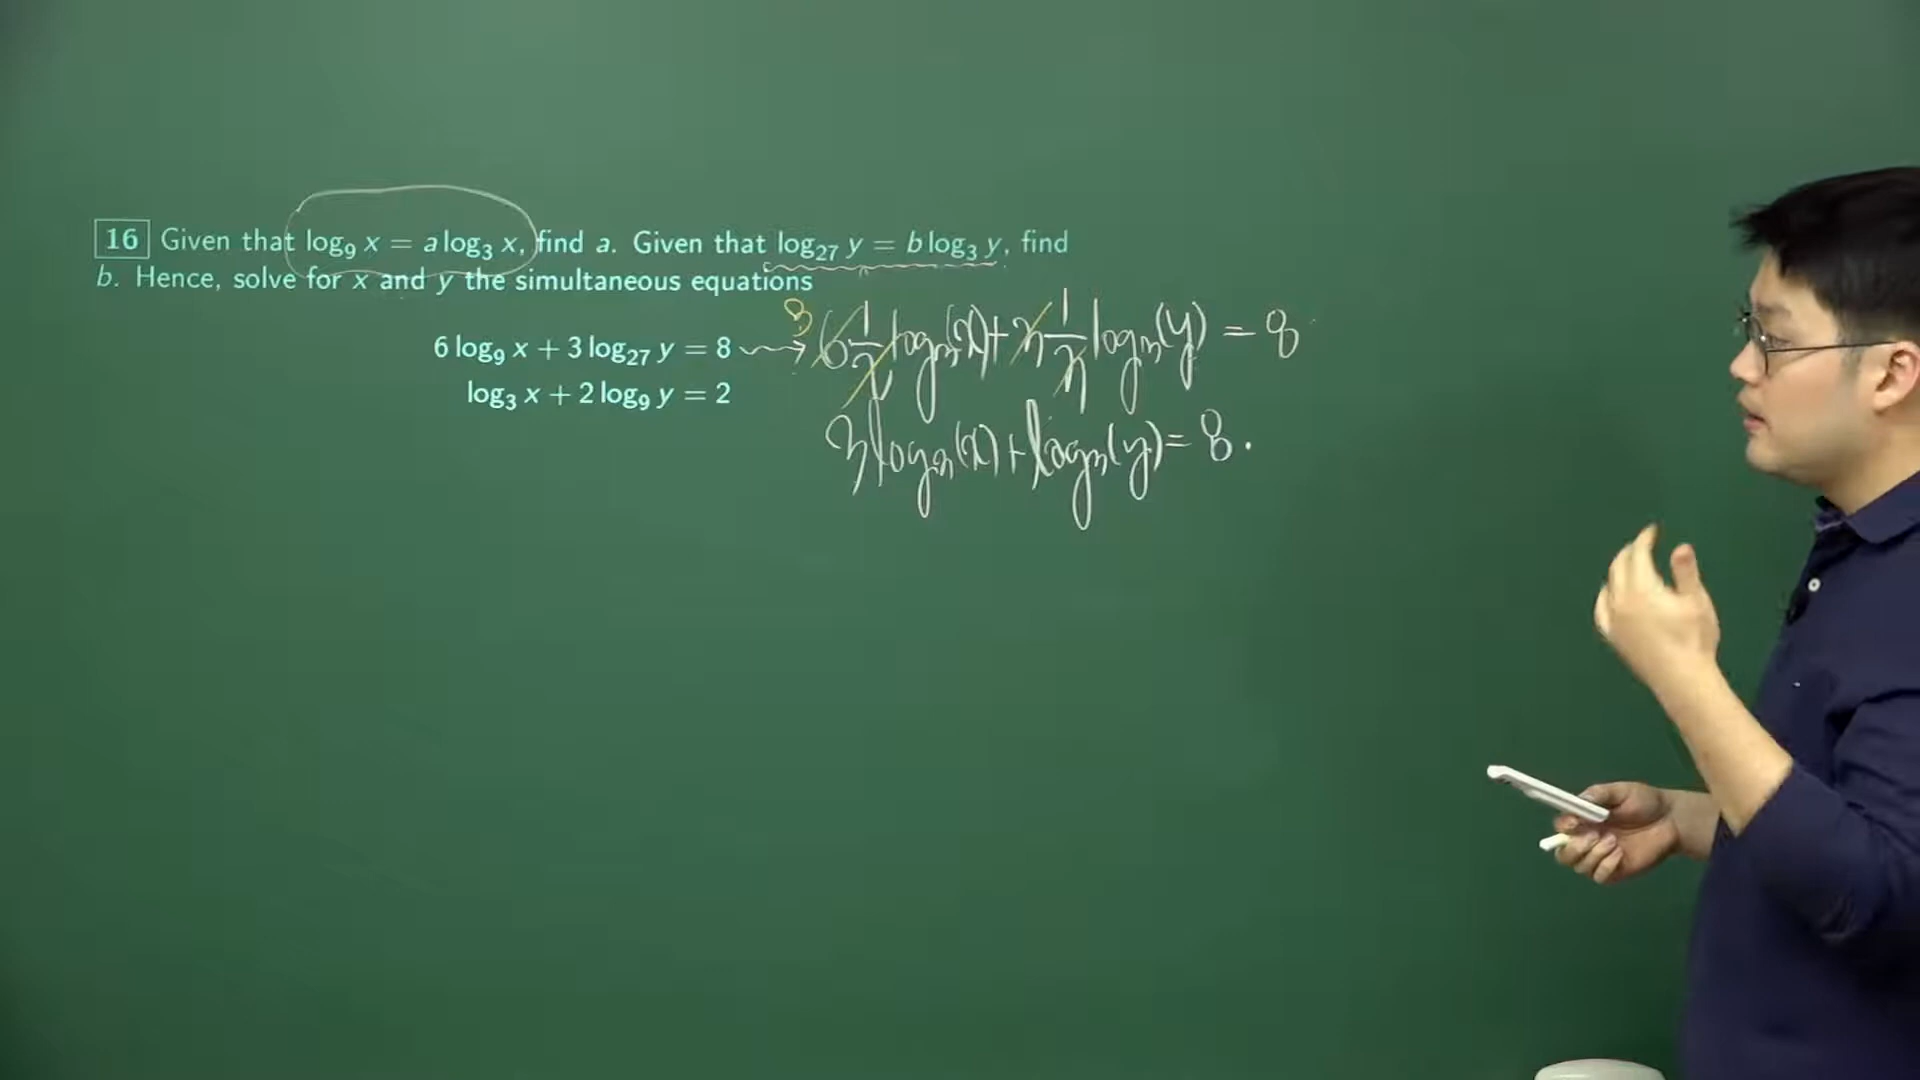 16 Given that log₉ x = a log₃ x, find a. Given that log₂₇ y = b log₃ y, find
b. Hence, solve for x and y the simultaneous equations
6 log₉ x + 3 log₂₇ y = 8
log₃ x + 2 log₉ y = 2
3
6 1/2 log₃(x) + 3 1/3 log₃(y) = 8
3 log₃(x) + log₃(y) = 8.